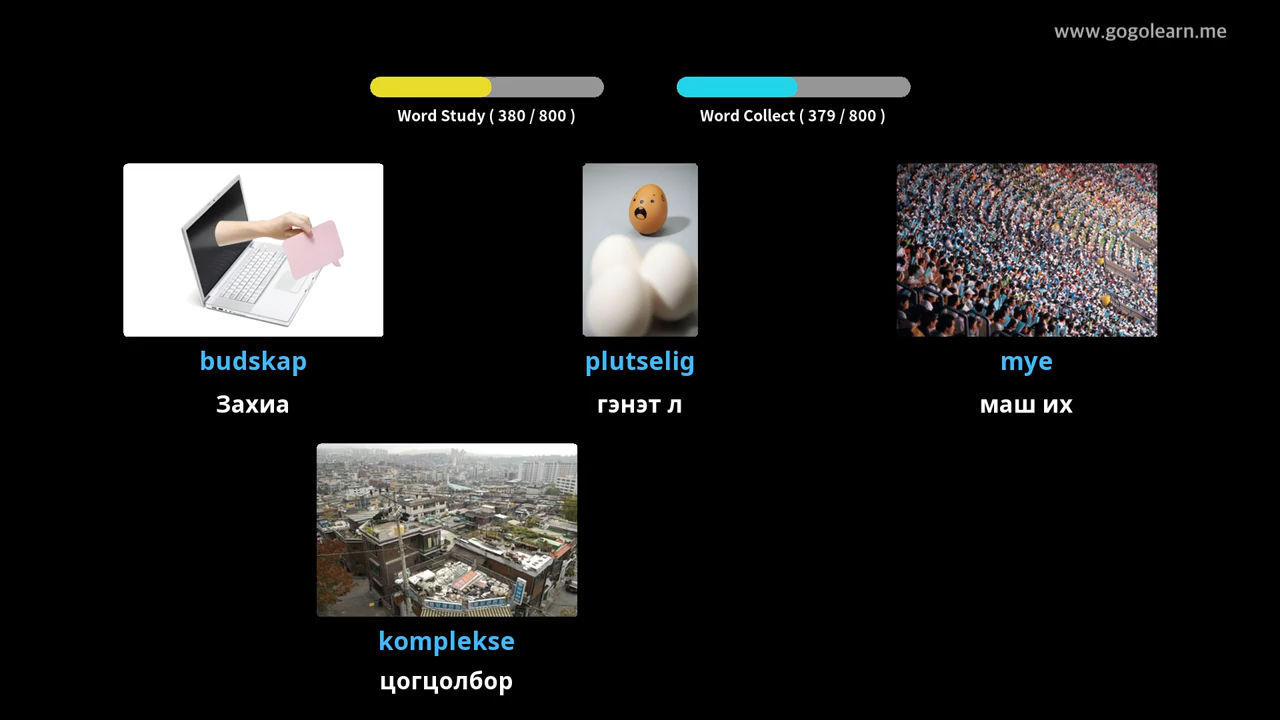 www.gogolearn.me
Word Study ( 380 / 800 )
Word Collect ( 379 / 800 )
budskap
plutselig
mye
Захиа
гэнэт л
маш их
komplekse
цогцолбор